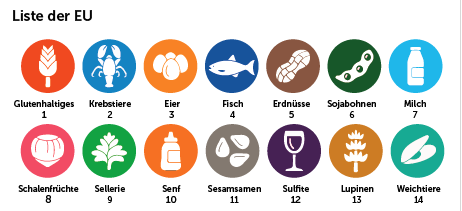 Liste der EU
Glutenhaltiges Krebstiere Eier Fisch Erdnüsse Sojabohnen Milch
1 2 3 4 5 6 7
Schalenfrüchte Sellerie Senf Sesamsamen Sulfite Lupinen Weichtiere
8 9 10 11 12 13 14